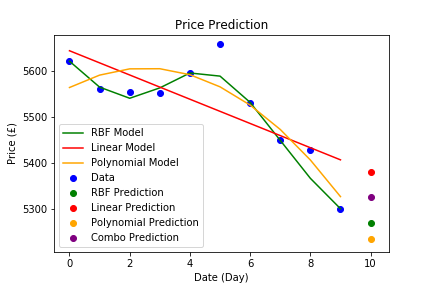 Price Prediction
5600
5500
5400
5300
Price (£)
RBF Model
Linear Model
Polynomial Model
Data
RBF Prediction
Linear Prediction
Polynomial Prediction
Combo Prediction
0 2 4 6 8 10
Date (Day)